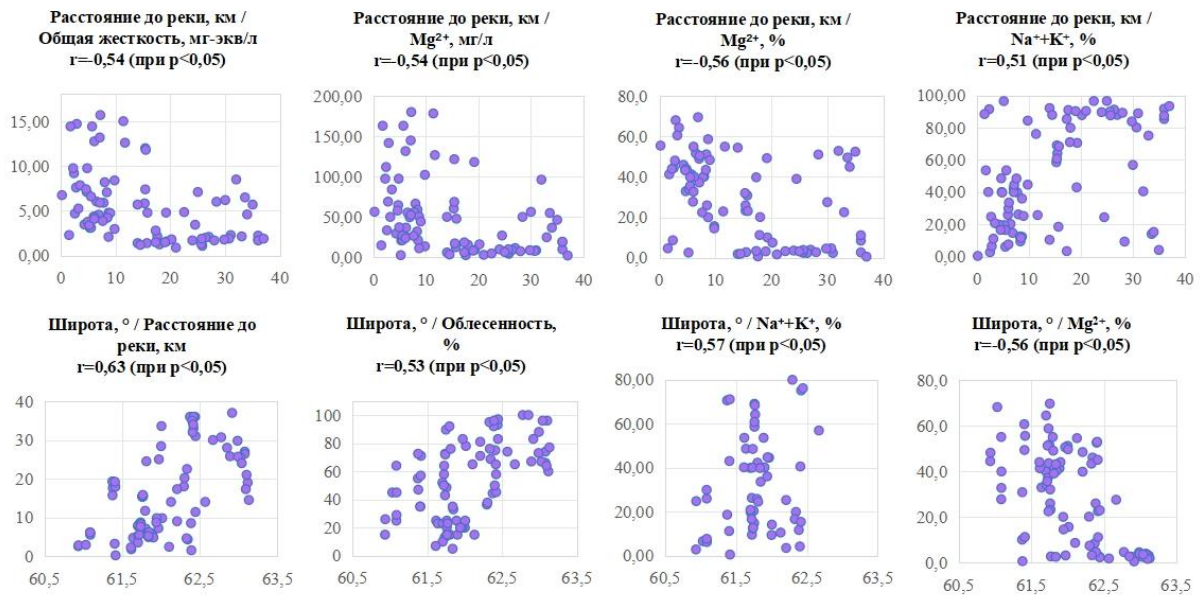 Расстояние до реки, км /
Общая жесткость, мг-экв/л
r=-0,54 (при p<0,05)
15,00
10,00
5,00
0,00
0 10 20 30 40
Расстояние до реки, км /
Mg²⁺, мг/л
r=-0,54 (при p<0,05)
200,00
150,00
100,00
50,00
0,00
0 10 20 30 40
Расстояние до реки, км /
Mg²⁺, %
r=-0,56 (при p<0,05)
80,0
60,0
40,0
20,0
0,0
0 10 20 30 40
Расстояние до реки, км /
Na⁺+K⁺, %
r=0,51 (при p<0,05)
100,00
80,00
60,00
40,00
20,00
0,00
0 10 20 30 40
Широта, ° / Расстояние до
реки, км
r=0,63 (при p<0,05)
40
30
20
10
0
60,5 61,5 62,5 63,5
Широта, ° / Облесенность,
%
r=0,53 (при p<0,05)
100
80
60
40
20
0
60,5 61,5 62,5 63,5
Широта, ° / Na⁺+K⁺, %
r=0,57 (при p<0,05)
80,00
60,00
40,00
20,00
0,00
60,5 61,5 62,5 63,5
Широта, ° / Mg²⁺, %
r=-0,56 (при p<0,05)
80,0
60,0
40,0
20,0
0,0
60,5 61,5 62,5 63,5